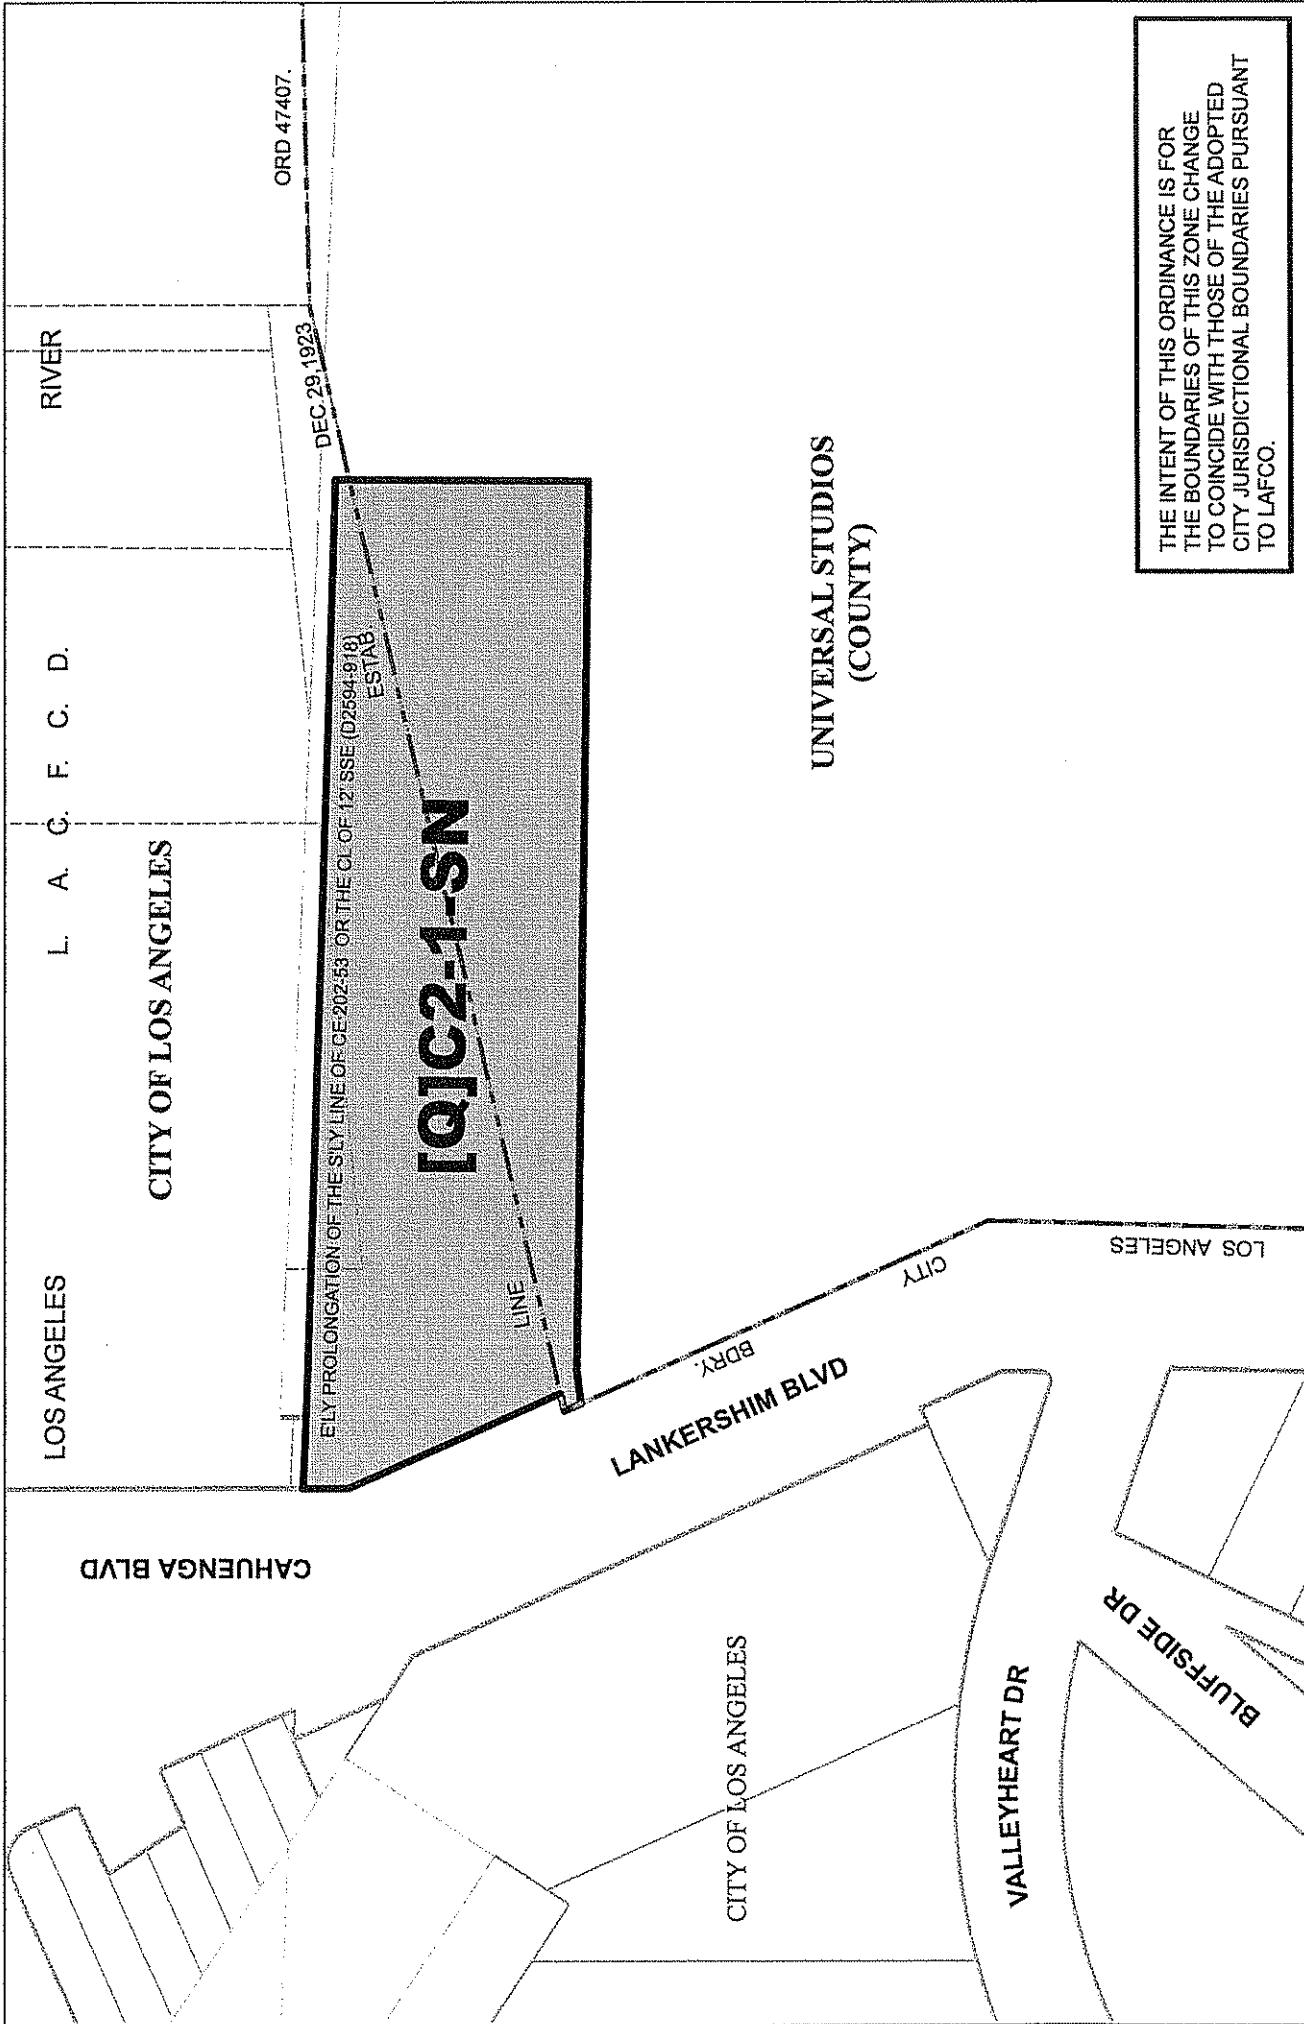 LOS ANGELES
L. A. C. F. C. D.
RIVER
CITY OF LOS ANGELES
ORD 47407.
DEC. 29, 1923
CAHUENGA BLVD
E'LY PROLONGATION OF THE S'LY LINE OF CE 202-53 OR THE CL OF 12' SSE (D2594-918)
ESTAB.
[Q]C2-1-SN
LINE
BDRY.
CITY
LOS ANGELES
LANKERSHIM BLVD
CITY OF LOS ANGELES
UNIVERSAL STUDIOS
(COUNTY)
VALLEYHEART DR
BLUFFSIDE DR
THE INTENT OF THIS ORDINANCE IS FOR
THE BOUNDARIES OF THIS ZONE CHANGE
TO COINCIDE WITH THOSE OF THE ADOPTED
CITY JURISDICTIONAL BOUNDARIES PURSUANT
TO LAFCO.